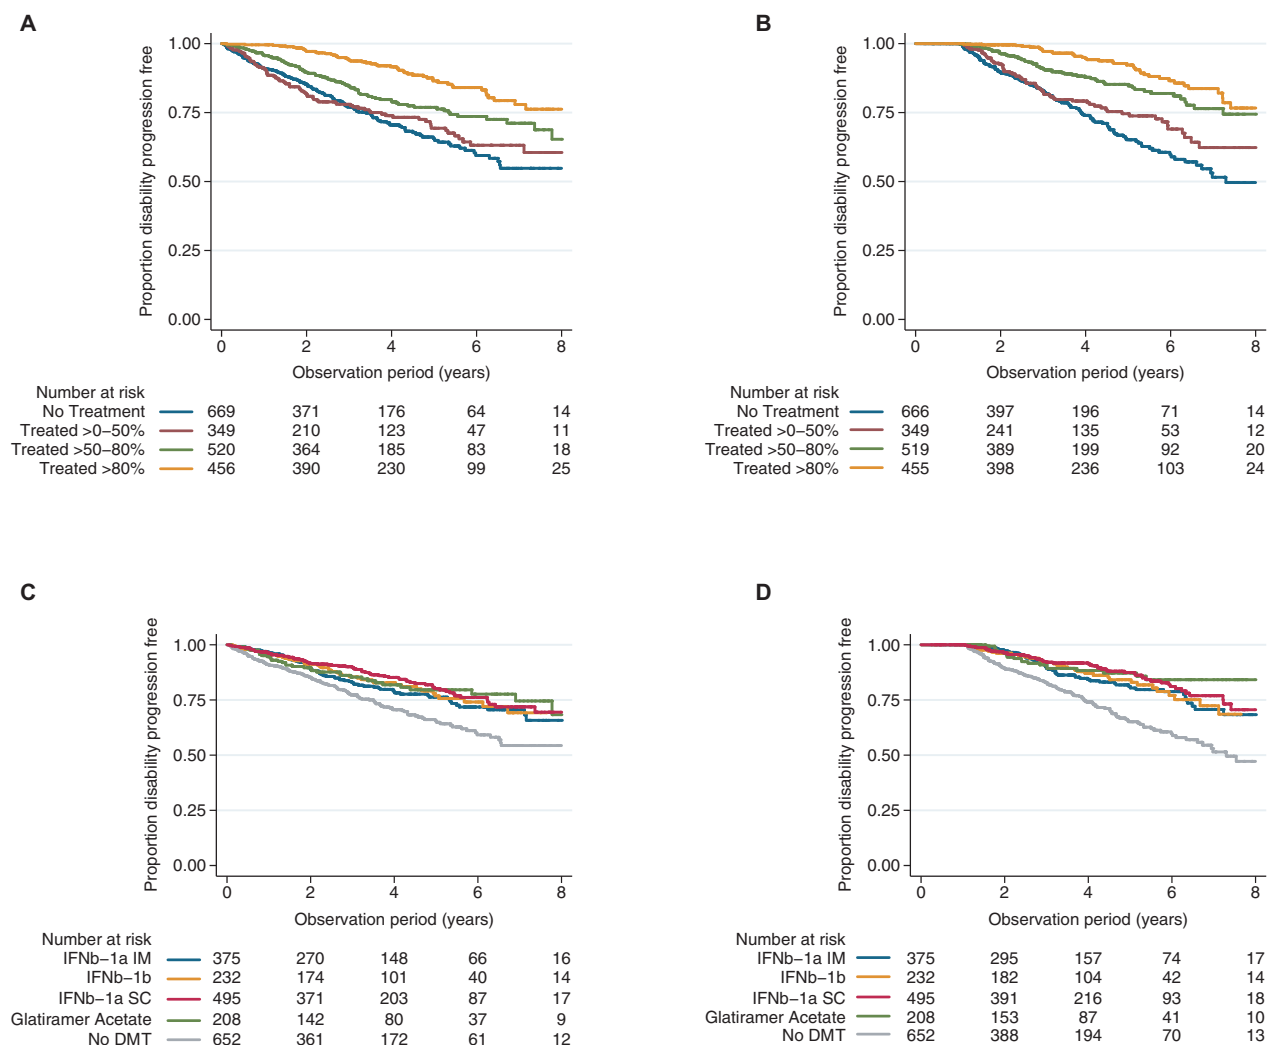 A
Proportion disability progression free
1.00
0.75
0.50
0.25
0.00
0 2 4 6 8
Observation period (years)
Number at risk
No Treatment 669 371 176 64 14
Treated >0–50% 349 210 123 47 11
Treated >50–80% 520 364 185 83 18
Treated >80% 456 390 230 99 25
B
Proportion disability progression free
1.00
0.75
0.50
0.25
0.00
0 2 4 6 8
Observation period (years)
Number at risk
No Treatment 666 397 196 71 14
Treated >0–50% 349 241 135 53 12
Treated >50–80% 519 389 199 92 20
Treated >80% 455 398 236 103 24
C
Proportion disability progression free
1.00
0.75
0.50
0.25
0.00
0 2 4 6 8
Observation period (years)
Number at risk
IFNb–1a IM 375 270 148 66 16
IFNb–1b 232 174 101 40 14
IFNb–1a SC 495 371 203 87 17
Glatiramer Acetate 208 142 80 37 9
No DMT 652 361 172 61 12
D
Proportion disability progression free
1.00
0.75
0.50
0.25
0.00
0 2 4 6 8
Observation period (years)
Number at risk
IFNb–1a IM 375 295 157 74 17
IFNb–1b 232 182 104 42 14
IFNb–1a SC 495 391 216 93 18
Glatiramer Acetate 208 153 87 41 10
No DMT 652 388 194 70 13